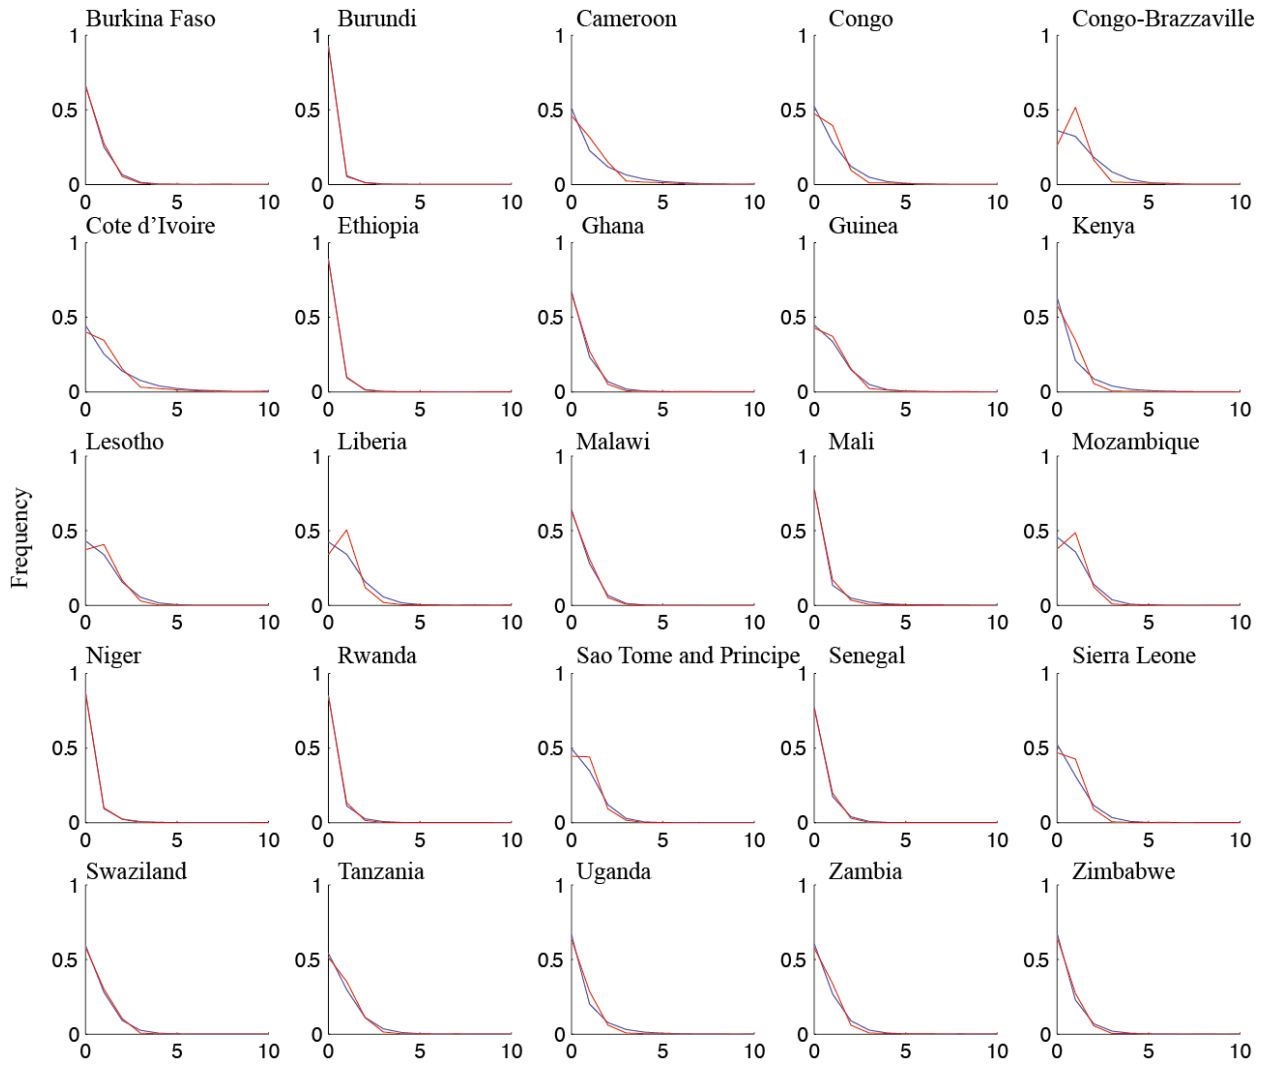 Burkina Faso Burundi Cameroon Congo Congo-Brazzaville
1 1 1 1 1
0.5 0.5 0.5 0.5 0.5
0 0 0 0 0
0 5 10 0 5 10 0 5 10 0 5 10 0 5 10
Cote d’Ivoire Ethiopia Ghana Guinea Kenya
1 1 1 1 1
0.5 0.5 0.5 0.5 0.5
0 0 0 0 0
0 5 10 0 5 10 0 5 10 0 5 10 0 5 10
Lesotho Liberia Malawi Mali Mozambique
1 1 1 1 1
0.5 0.5 0.5 0.5 0.5
Frequency
0 0 0 0 0
0 5 10 0 5 10 0 5 10 0 5 10 0 5 10
Niger Rwanda Sao Tome and Principe Senegal Sierra Leone
1 1 1 1 1
0.5 0.5 0.5 0.5 0.5
0 0 0 0 0
0 5 10 0 5 10 0 5 10 0 5 10 0 5 10
Swaziland Tanzania Uganda Zambia Zimbabwe
1 1 1 1 1
0.5 0.5 0.5 0.5 0.5
0 0 0 0 0
0 5 10 0 5 10 0 5 10 0 5 10 0 5 10